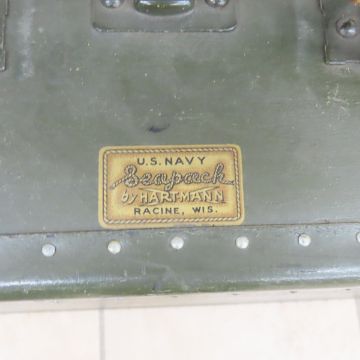 U.S. NAVY
Seapack
by HARTMANN
RACINE, WIS.